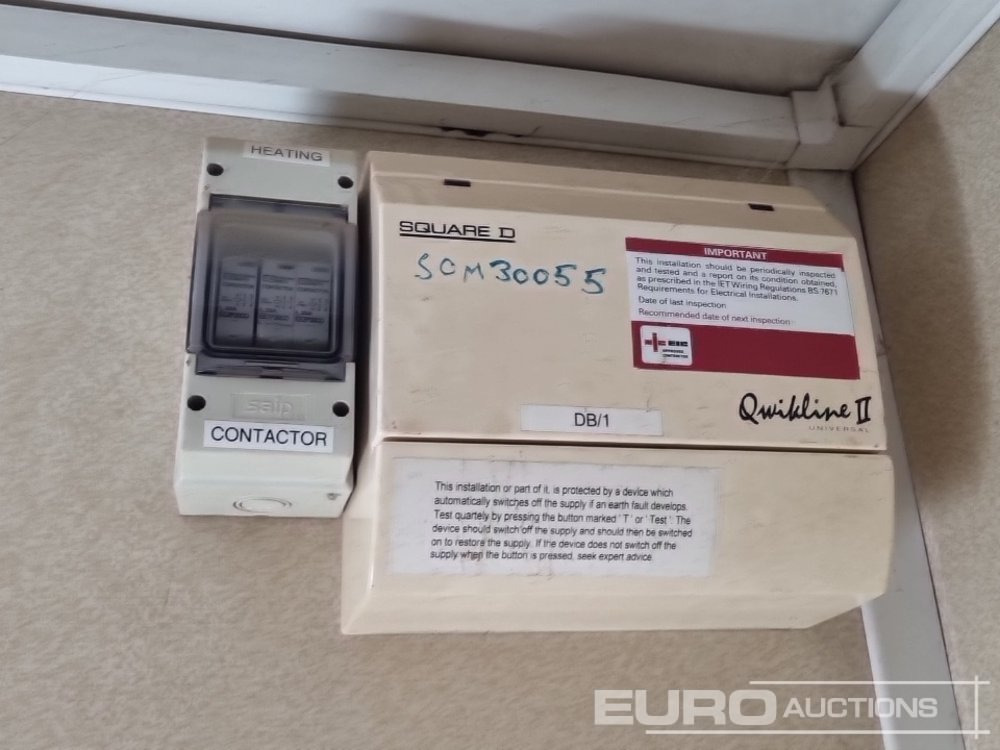 HEATING
saip
CONTACTOR
SQUARE D
SCM30055
IMPORTANT
This installation should be periodically inspected
and tested and a report on its condition obtained,
as prescribed in the IET Wiring Regulations BS 7671
Requirements for Electrical Installations.
Date of last inspection
Recommended date of next inspection
EIC
APPROVED
CONTRACTOR
Qwikline II
UNIVERSAL
DB/1
This installation or part of it, is protected by a device which
automatically switches off the supply if an earth fault develops.
Test quartely by pressing the button marked ' T ' or ' Test '. The
device should switch off the supply and should then be switched
on to restore the supply. If the device does not switch off the
supply when the button is pressed, seek expert advice.
EURO AUCTIONS